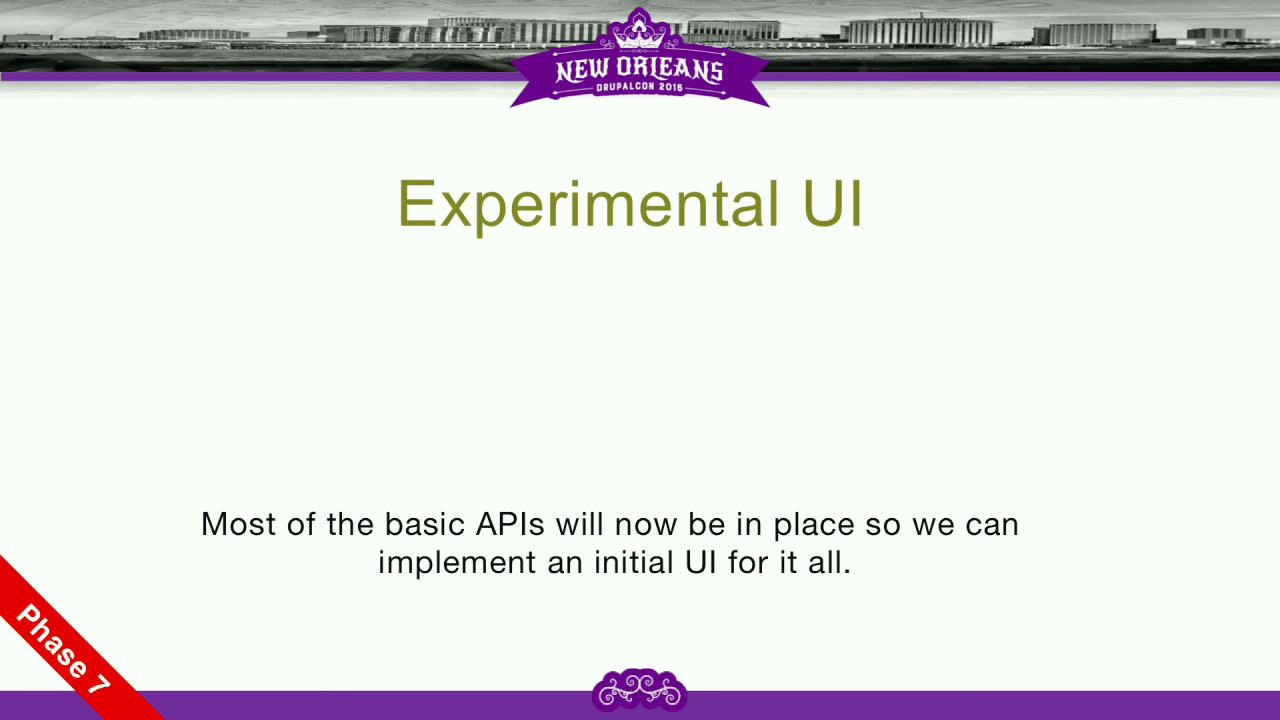 NEW ORLEANS
DRUPALCON 2016
Experimental UI
Most of the basic APIs will now be in place so we can
implement an initial UI for it all.
Phase 7